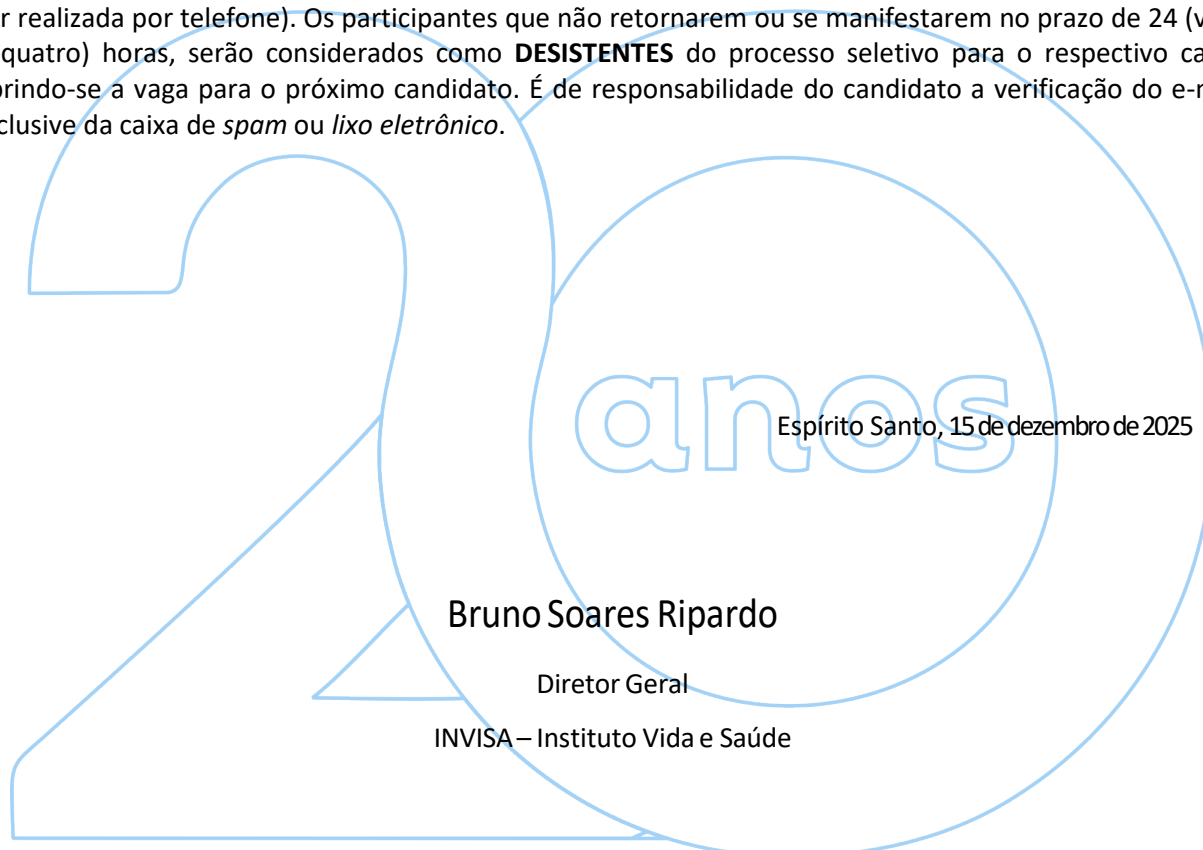 r realizada por telefone). Os participantes que não retornarem ou se manifestarem no prazo de 24 (v
quatro) horas, serão considerados como DESISTENTES do processo seletivo para o respectivo ca
brindo-se a vaga para o próximo candidato. É de responsabilidade do candidato a verificação do e-
clusive da caixa de spam ou lixo eletrônico.
20
anos
Espírito Santo, 15 de dezembro de 2025
Bruno Soares Ripardo
Diretor Geral
INVISA – Instituto Vida e Saúde